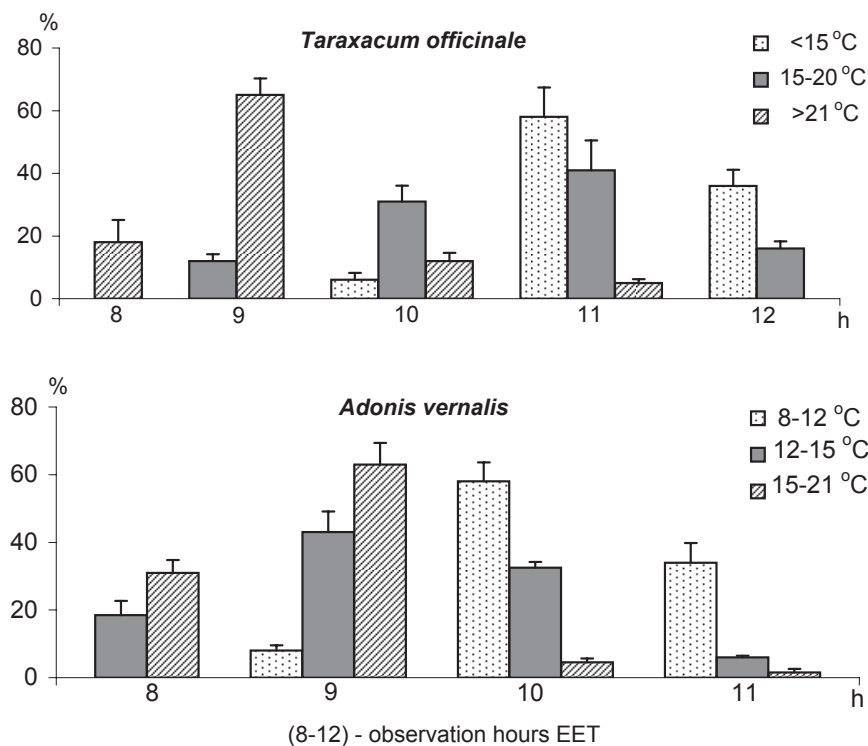 %
Taraxacum officinale
<15 °C
15-20 °C
>21 °C
80
60
40
20
0
8 9 10 11 12 h
%
Adonis vernalis
8-12 °C
12-15 °C
15-21 °C
80
60
40
20
0
8 9 10 11 h
(8-12) - observation hours EET